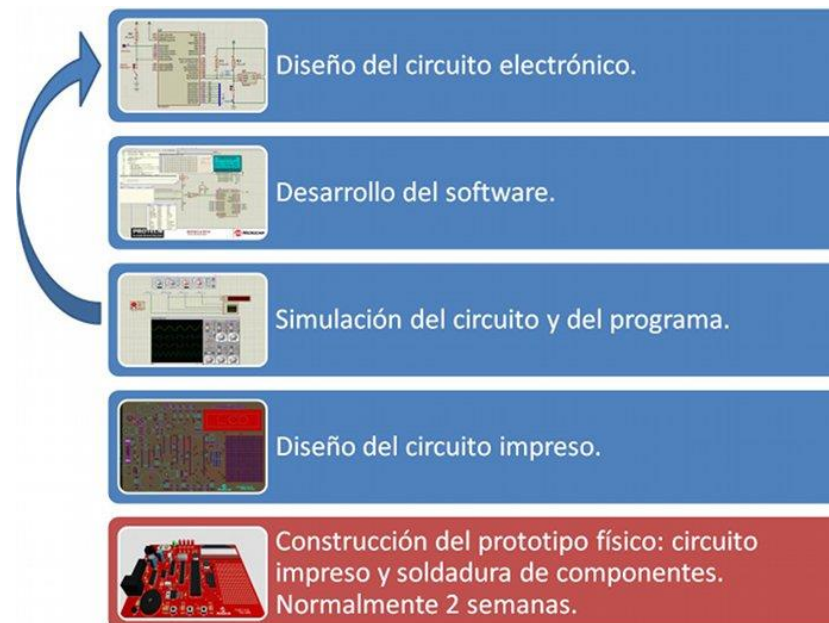 Diseño del circuito electrónico.
Desarrollo del software.
Simulación del circuito y del programa.
Diseño del circuito impreso.
Construcción del prototipo físico: circuito
impreso y soldadura de componentes.
Normalmente 2 semanas.